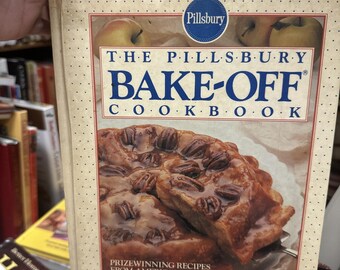 Pillsbury
THE PILLSBURY
BAKE-OFF®
COOKBOOK
PRIZEWINNING RECIPES